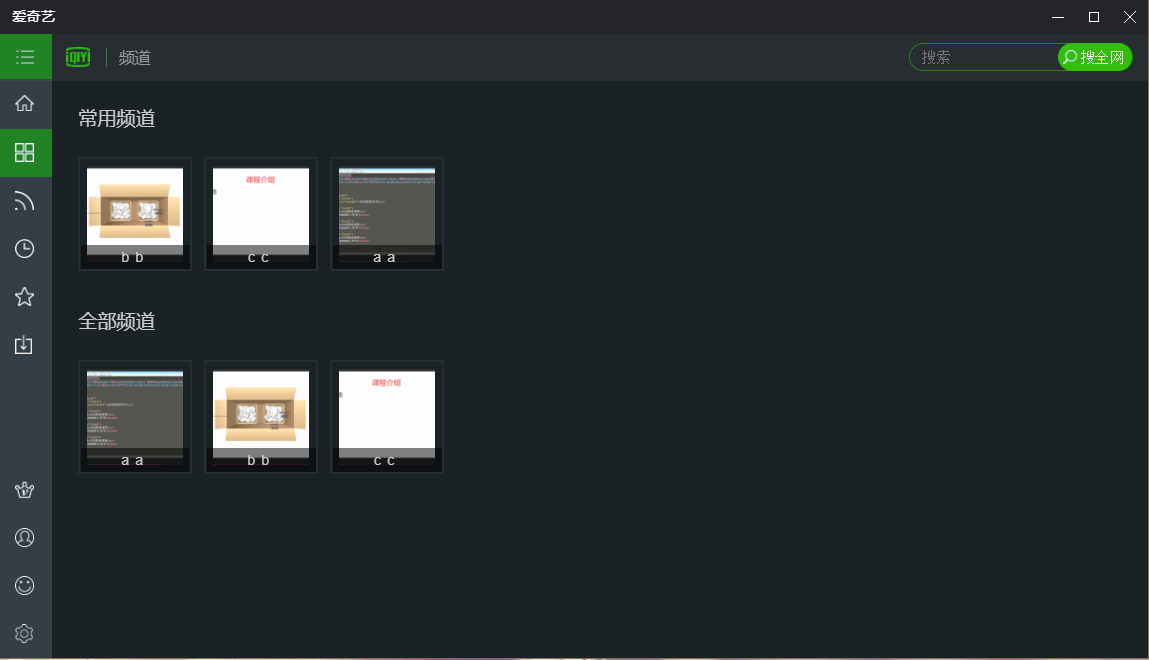 爱奇艺
iQIYI
频道
搜索
搜全网
常用频道
课程介绍
b b
c c
a a
全部频道
课程介绍
a a
b b
c c